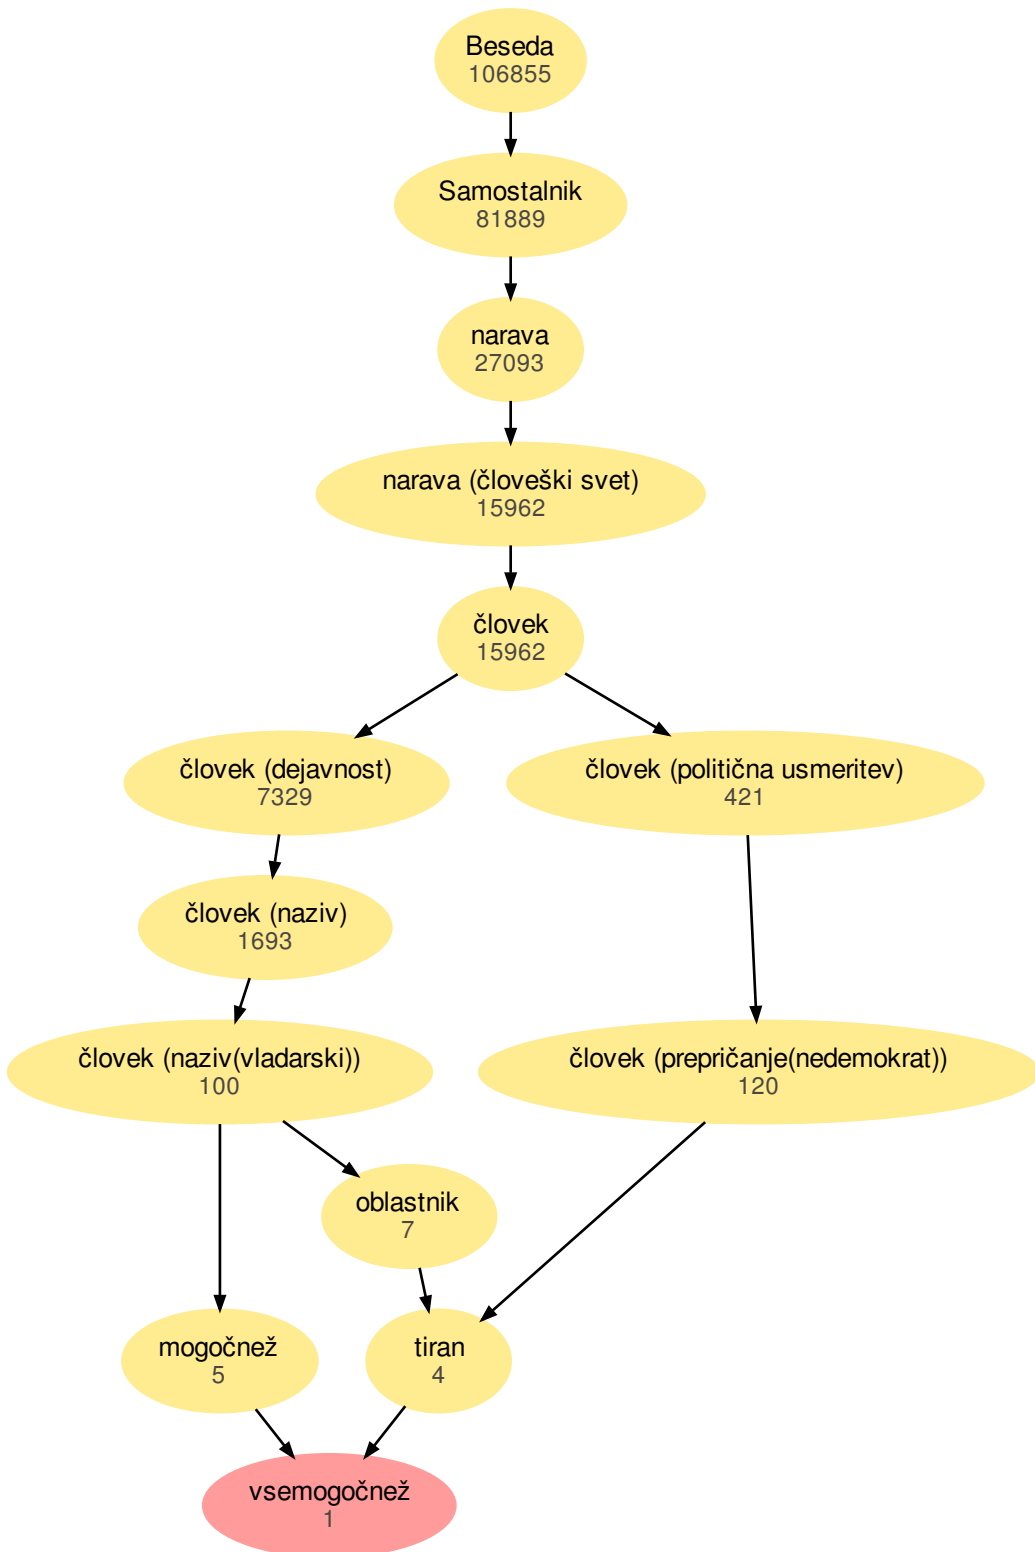 Beseda
106855
Samostalnik
81889
narava
27093
narava (človeški svet)
15962
človek
15962
človek (dejavnost)
7329
človek (politična usmeritev)
421
človek (naziv)
1693
človek (naziv(vladarski))
100
človek (prepričanje(nedemokrat))
120
oblastnik
7
mogočnež
5
tiran
4
vsemogočnež
1